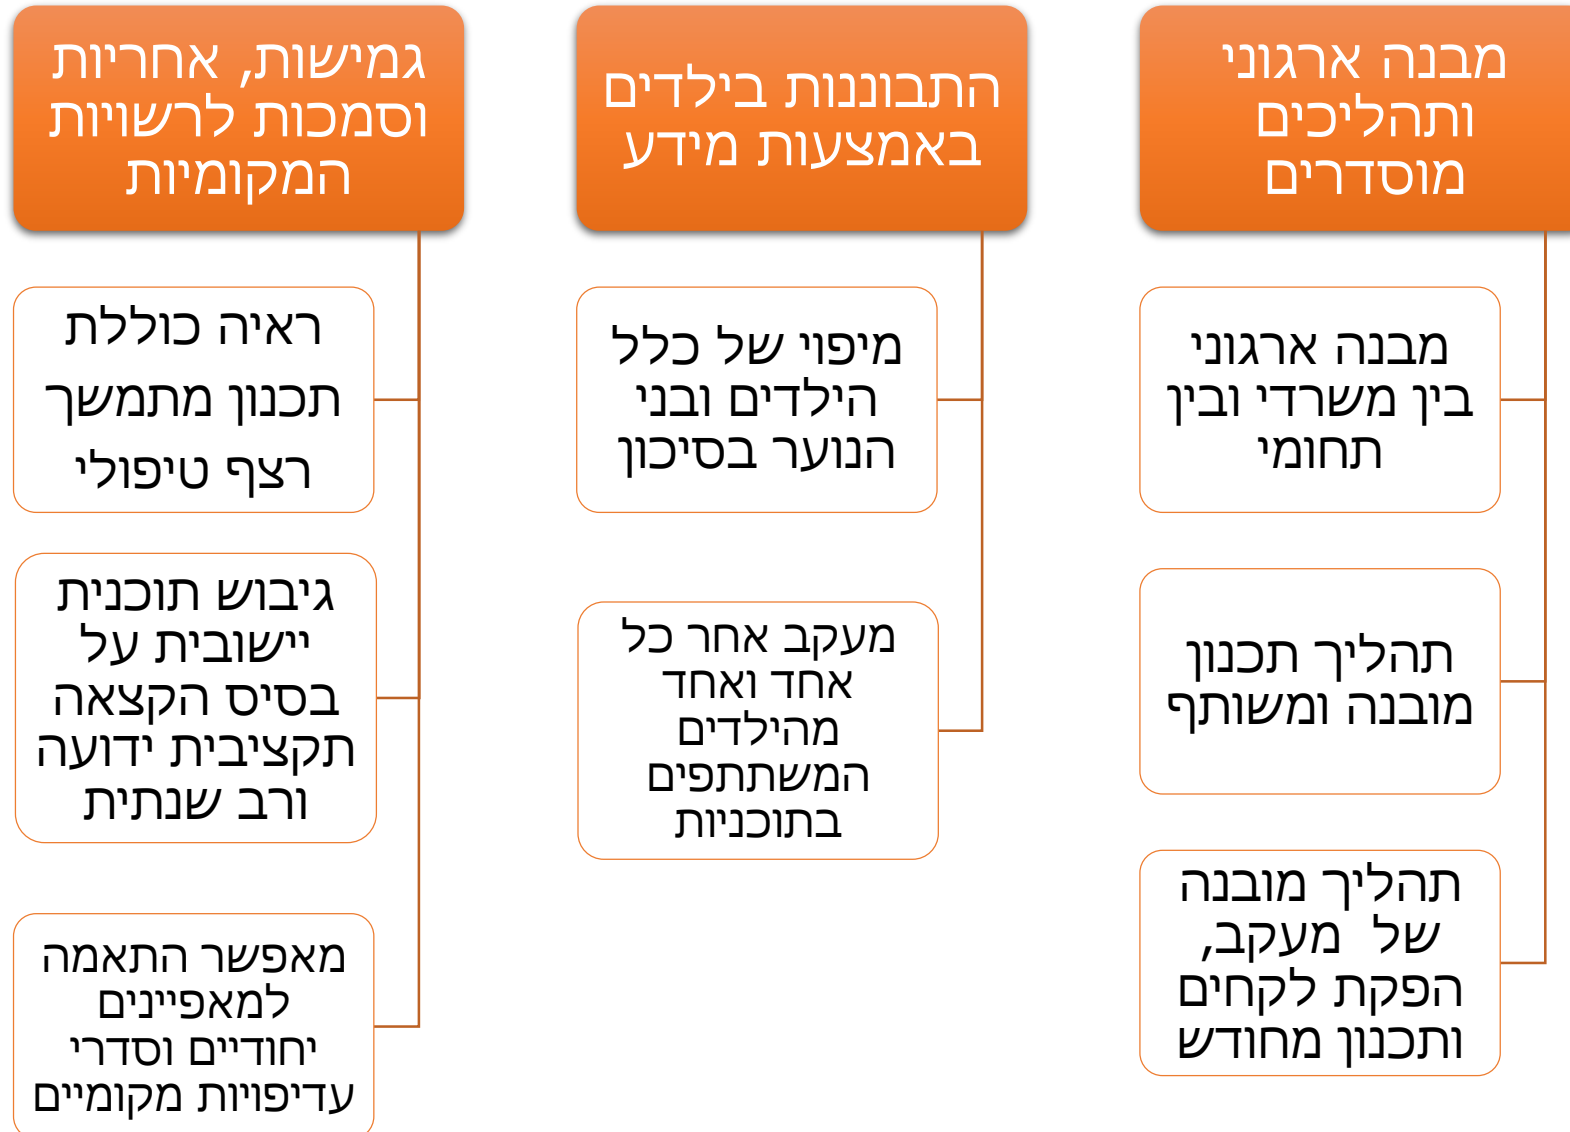 מבנה ארגוני
ותהליכים
מוסדרים
מבנה ארגוני
בין משרדי ובין
תחומי
תהליך תכנון
מובנה ומשותף
תהליך מובנה
של מעקב,
הפקת לקחים
ותכנון מחודש
התבוננות בילדים
באמצעות מידע
מיפוי של כלל
הילדים ובני
הנוער בסיכון
מעקב אחר כל
אחד ואחד
מהילדים
המשתתפים
בתוכניות
גמישות, אחריות
וסמכות לרשויות
המקומיות
ראיה כוללת
תכנון מתמשך
רצף טיפולי
גיבוש תוכנית
יישובית על
בסיס הקצאה
תקציבית ידועה
ורב שנתית
מאפשר התאמה
למאפיינים
יחודיים וסדרי
עדיפויות מקומיים